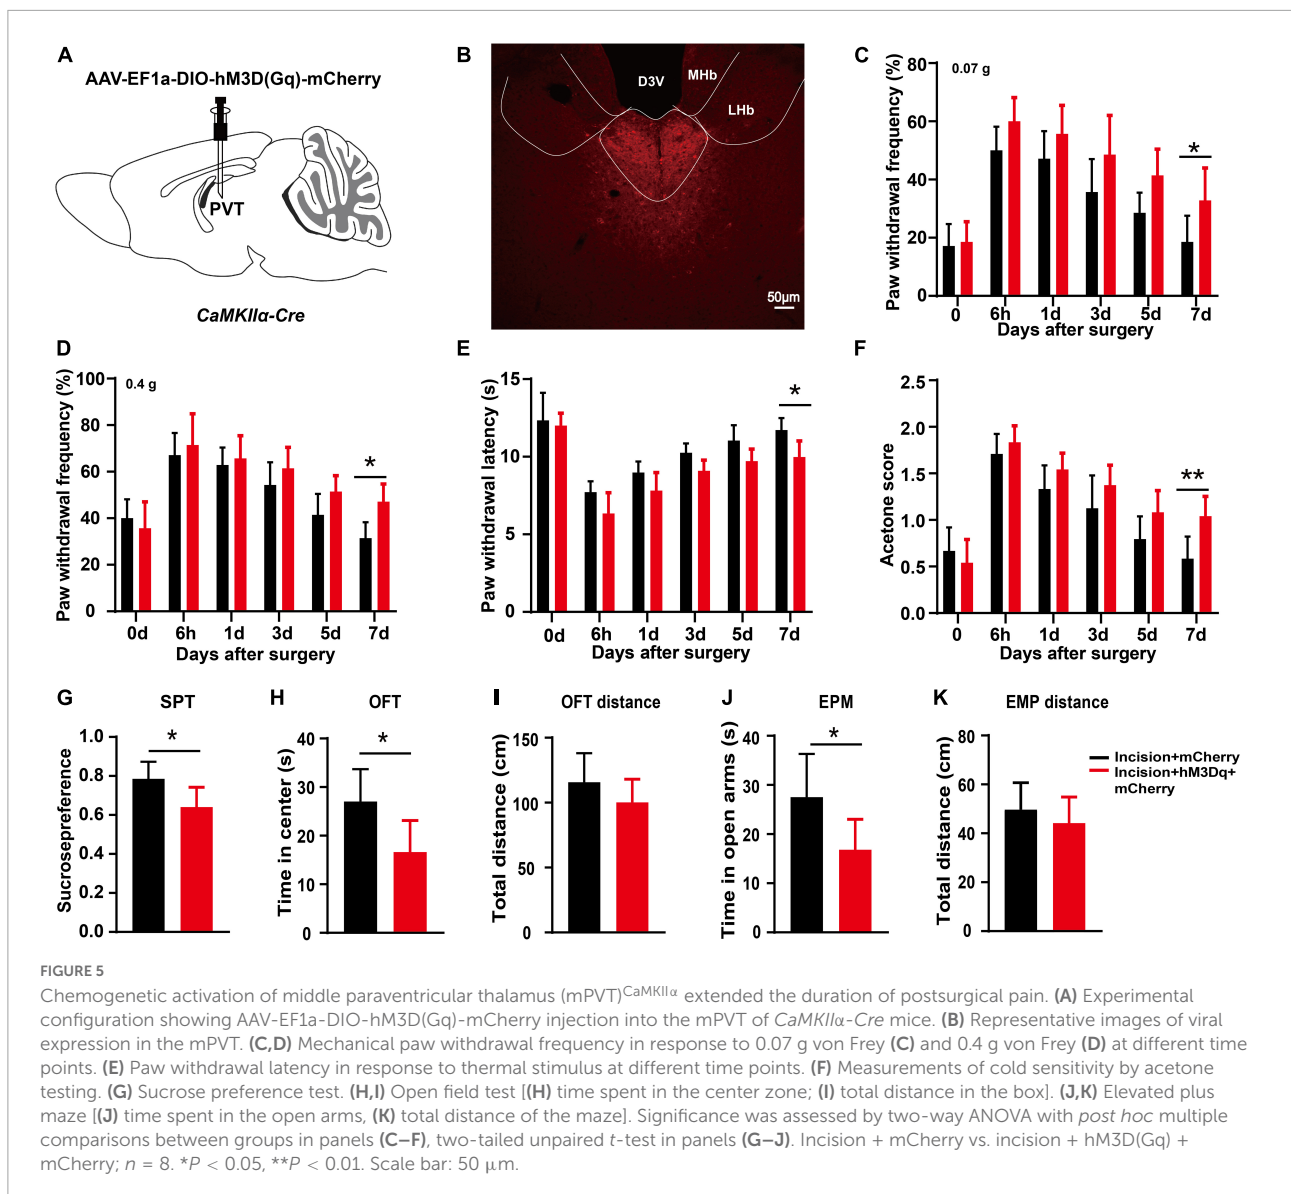 A
AAV-EF1a-DIO-hM3D(Gq)-mCherry
PVT
CaMKIIα-Cre
B
D3V
MHb
LHb
50μm
C
0.07 g
Paw withdrawal frequency (%)
80
60
40
20
0
*
0 6h 1d 3d 5d 7d
Days after surgery
D
0.4 g
Paw withdrawal frequency (%)
100
80
60
40
20
0
*
0d 6h 1d 3d 5d 7d
Days after surgery
E
Paw withdrawal latency (s)
15
10
5
0
*
0d 6h 1d 3d 5d 7d
Days after surgery
F
Acetone score
2.5
2.0
1.5
1.0
0.5
0.0
**
0 6h 1d 3d 5d 7d
Days after surgery
G
SPT
Sucrosepreference
1.0
0.8
0.6
0.4
0.2
0.0
*
H
OFT
Time in center (s)
40
30
20
10
0
*
I
OFT distance
Total distance (cm)
150
100
50
0
J
EPM
Time in open arms (s)
40
30
20
10
0
*
K
EMP distance
Total distance (cm)
80
60
40
20
0
Incision+mCherry
Incision+hM3Dq+
mCherry
FIGURE 5
Chemogenetic activation of middle paraventricular thalamus (mPVT)CaMKIIα extended the duration of postsurgical pain. (A) Experimental
configuration showing AAV-EF1a-DIO-hM3D(Gq)-mCherry injection into the mPVT of CaMKIIα-Cre mice. (B) Representative images of viral
expression in the mPVT. (C,D) Mechanical paw withdrawal frequency in response to 0.07 g von Frey (C) and 0.4 g von Frey (D) at different time
points. (E) Paw withdrawal latency in response to thermal stimulus at different time points. (F) Measurements of cold sensitivity by acetone
testing. (G) Sucrose preference test. (H,I) Open field test [(H) time spent in the center zone; (I) total distance in the box]. (J,K) Elevated plus
maze [(J) time spent in the open arms, (K) total distance of the maze]. Significance was assessed by two-way ANOVA with post hoc multiple
comparisons between groups in panels (C–F), two-tailed unpaired t-test in panels (G–J). Incision + mCherry vs. incision + hM3D(Gq) +
mCherry; n = 8. *P < 0.05, **P < 0.01. Scale bar: 50 μm.